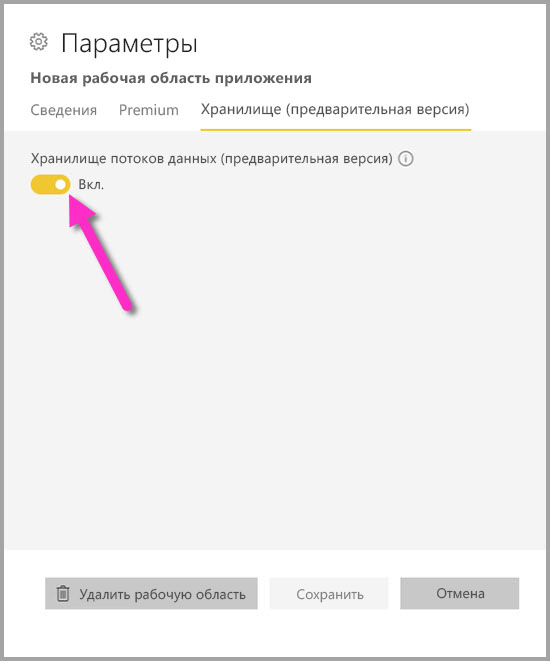 Параметры
Новая рабочая область приложения
Сведения Premium Хранилище (предварительная версия)
Хранилище потоков данных (предварительная версия)
Вкл.
Удалить рабочую область Сохранить Отмена